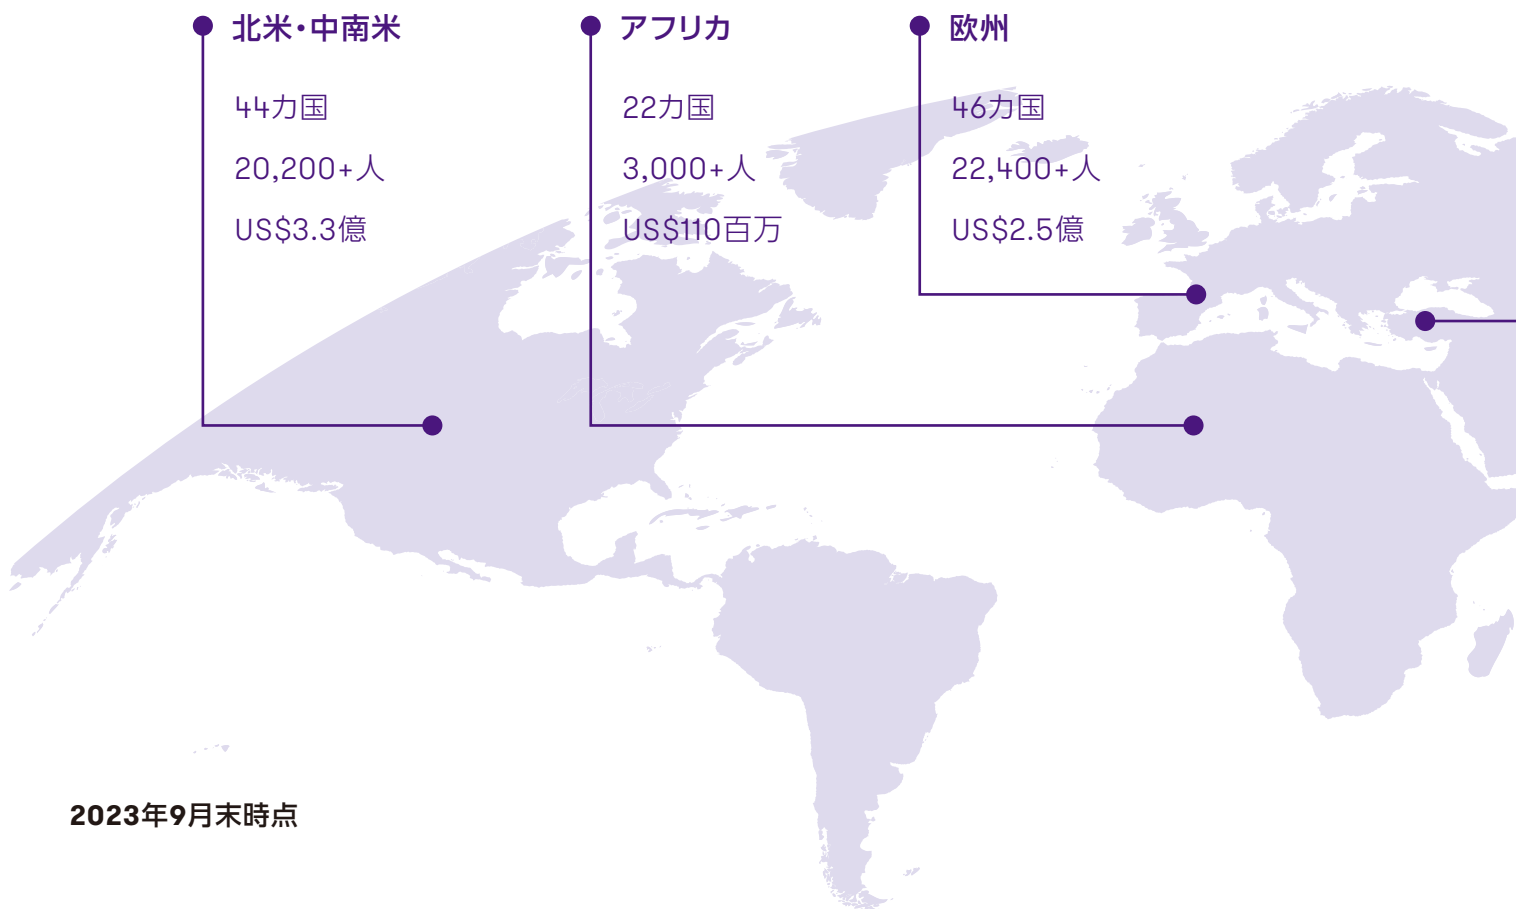 北米・中南米
44カ国
20,200+人
US$3.3億
アフリカ
22カ国
3,000+人
US$110百万
欧州
46カ国
22,400+人
US$2.5億
2023年9月末時点